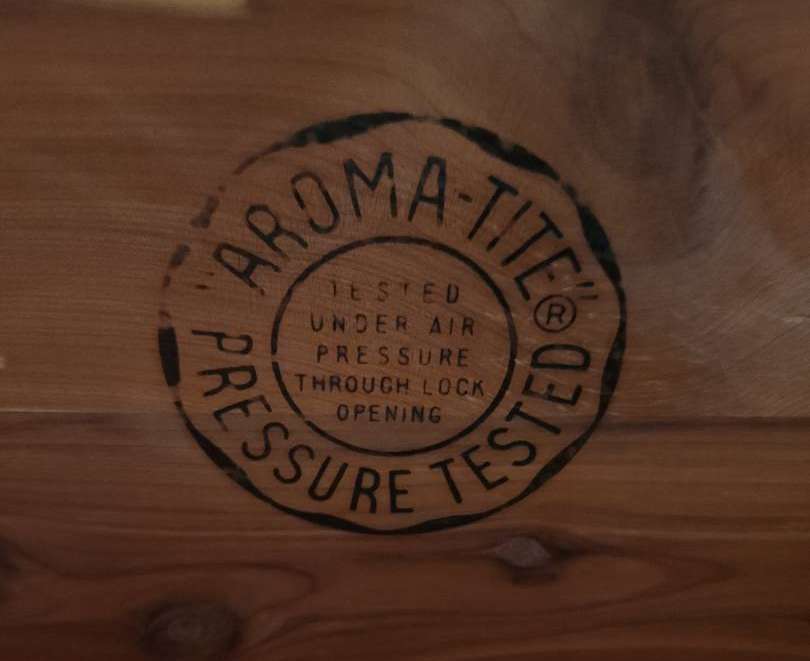 "AROMA-TITE"®
TESTED
UNDER AIR
PRESSURE
THROUGH LOCK
OPENING
PRESSURE TESTED